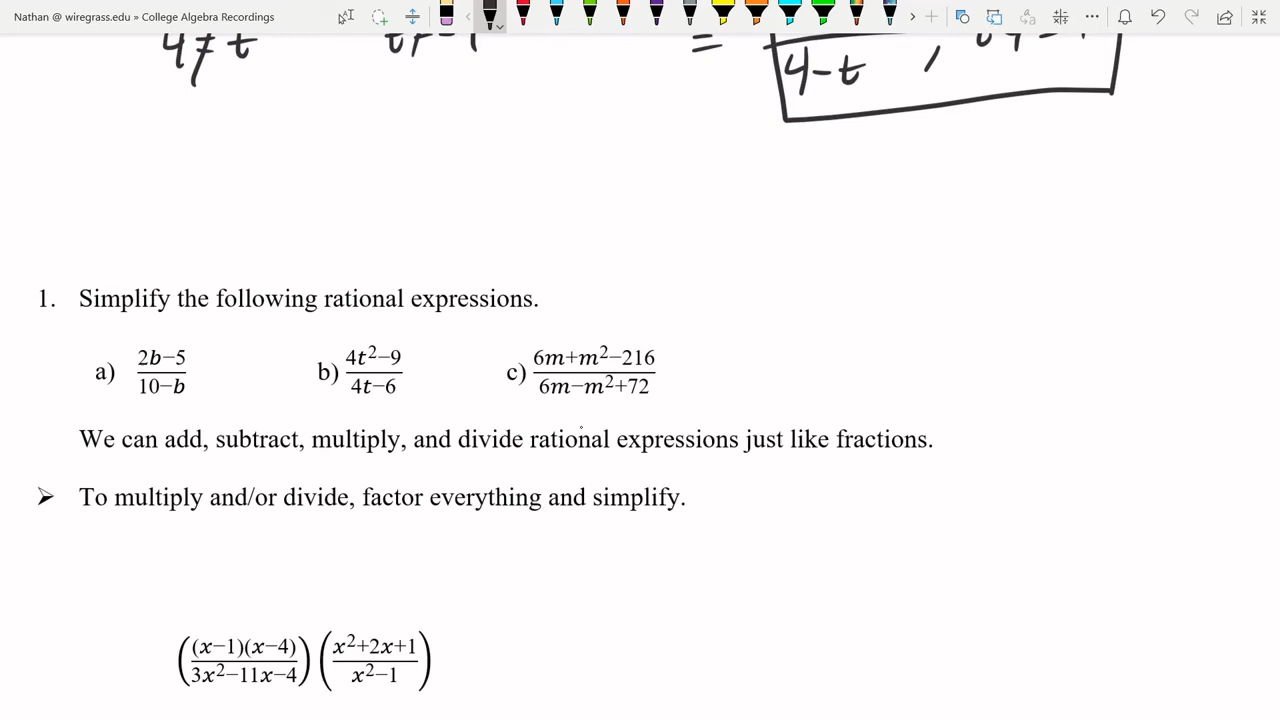 Nathan @ wiregrass.edu » College Algebra Recordings
4≠t
= 4-t ,
1. Simplify the following rational expressions.
a) (2b−5)/(10−b) b) (4t²−9)/(4t−6) c) (6m+m²−216)/(6m−m²+72)
We can add, subtract, multiply, and divide rational expressions just like fractions.
➢ To multiply and/or divide, factor everything and simplify.
((x−1)(x−4)/(3x²−11x−4)) ((x²+2x+1)/(x²−1))